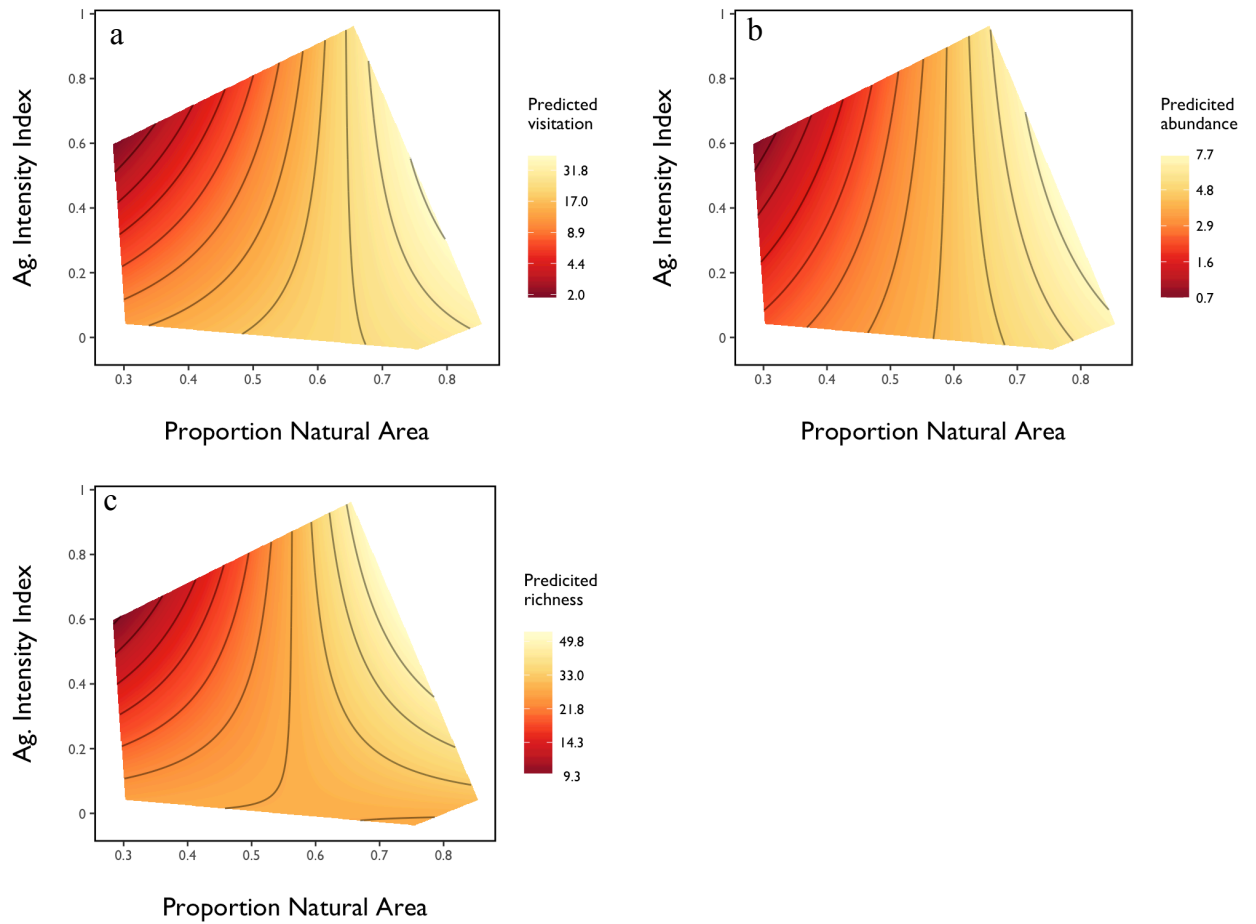 a
1
0.8
0.6
0.4
0.2
0
Ag. Intensity Index
0.3 0.4 0.5 0.6 0.7 0.8
Proportion Natural Area
Predicted
visitation
31.8
17.0
8.9
4.4
2.0
b
1
0.8
0.6
0.4
0.2
0
Ag. Intensity Index
0.3 0.4 0.5 0.6 0.7 0.8
Proportion Natural Area
Predicited
abundance
7.7
4.8
2.9
1.6
0.7
c
1
0.8
0.6
0.4
0.2
0
Ag. Intensity Index
0.3 0.4 0.5 0.6 0.7 0.8
Proportion Natural Area
Predicited
richness
49.8
33.0
21.8
14.3
9.3